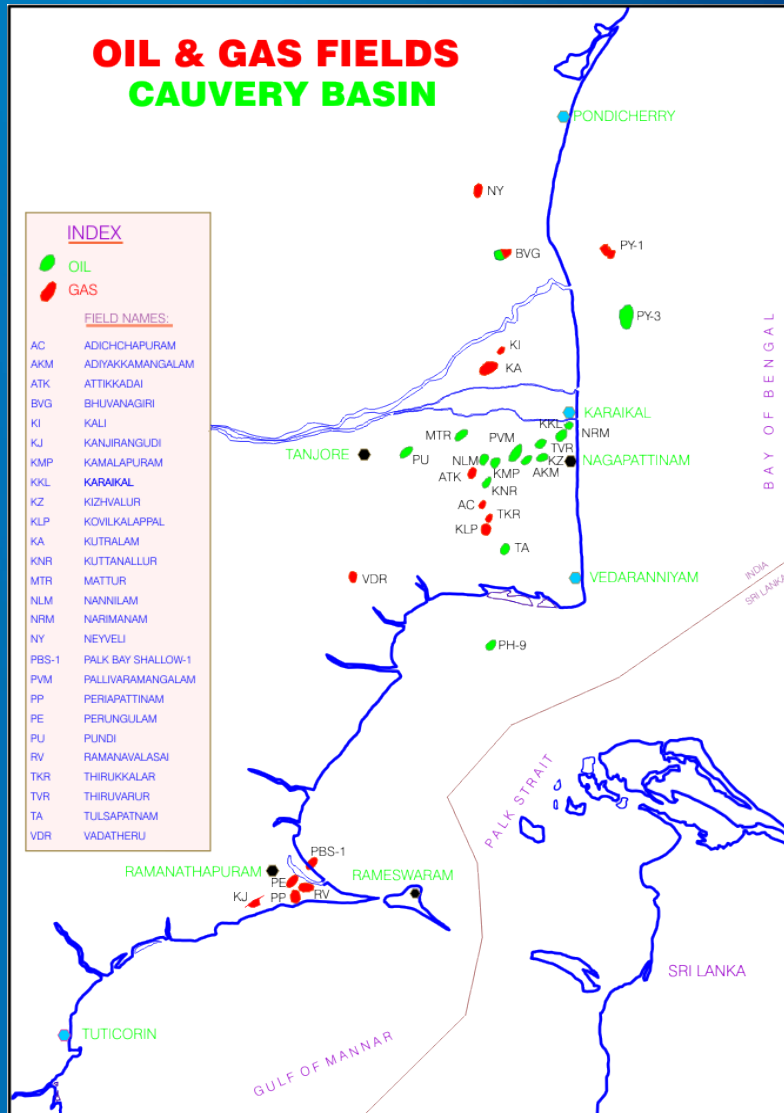 OIL & GAS FIELDS
CAUVERY BASIN
PONDICHERRY
NY
BVG
PY-1
PY-3
KI
KA
BAY OF BENGAL
INDEX
OIL
GAS
FIELD NAMES:
AC ADICHCHAPURAM
AKM ADIYAKKAMANGALAM
ATK ATTIKKADAI
BVG BHUVANAGIRI
KI KALI
KJ KANJIRANGUDI
KMP KAMALAPURAM
KKL KARAIKAL
KZ KIZHVALUR
KLP KOVILKALAPPAL
KA KUTRALAM
KNR KUTTANALLUR
MTR MATTUR
NLM NANNILAM
NRM NARIMANAM
NY NEYVELI
PBS-1 PALK BAY SHALLOW-1
PVM PALLIVARAMANGALAM
PP PERIAPATTINAM
PE PERUNGULAM
PU PUNDI
RV RAMANAVALASAI
TKR THIRUKKALAR
TVR THIRUVARUR
TA TULSAPATNAM
VDR VADATHERU
KARAIKAL
KKL
NRM
MTR
PVM
TVR
TANJORE
PU
NLM
KMP
AKM
KZ
NAGAPATTINAM
ATK
KNR
AC
TKR
KLP
TA
VDR
VEDARANNIYAM
INDIA
SRI LANKA
PH-9
PALK STRAIT
PBS-1
RAMANATHAPURAM
RAMESWARAM
PE
RV
KJ
PP
SRI LANKA
TUTICORIN
GULF OF MANNAR